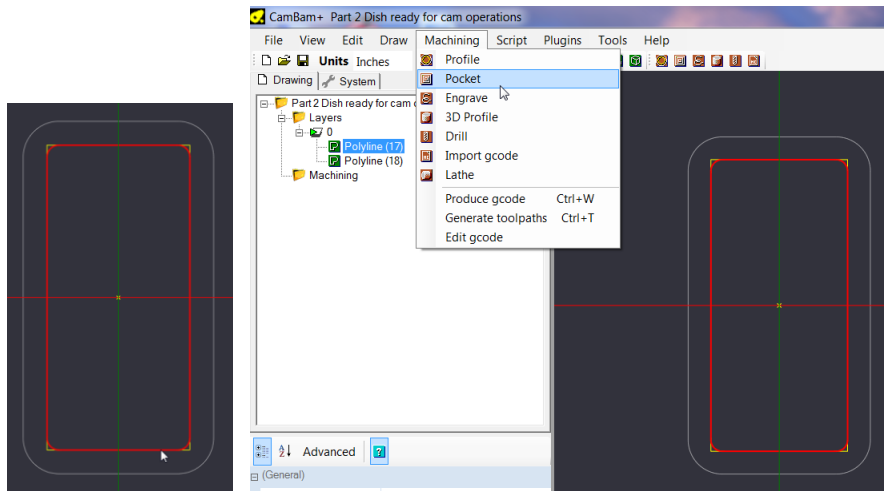 CamBam+ Part 2 Dish ready for cam operations
File View Edit Draw Machining Script Plugins Tools Help
Units Inches
Drawing System
Part 2 Dish ready for cam
Layers
0
Polyline (17)
Polyline (18)
Machining
Profile
Pocket
Engrave
3D Profile
Drill
Import gcode
Lathe
Produce gcode Ctrl+W
Generate toolpaths Ctrl+T
Edit gcode
Advanced
(General)